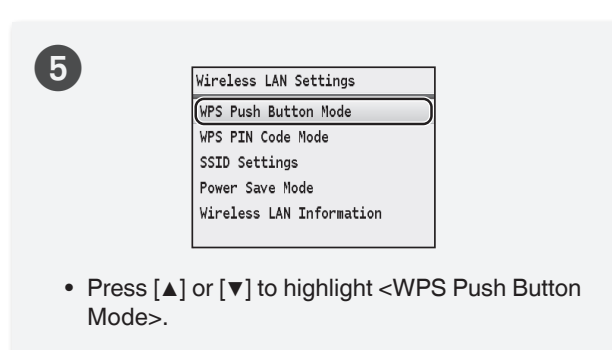 5
Wireless LAN Settings
WPS Push Button Mode
WPS PIN Code Mode
SSID Settings
Power Save Mode
Wireless LAN Information
• Press [▲] or [▼] to highlight <WPS Push Button
Mode>.